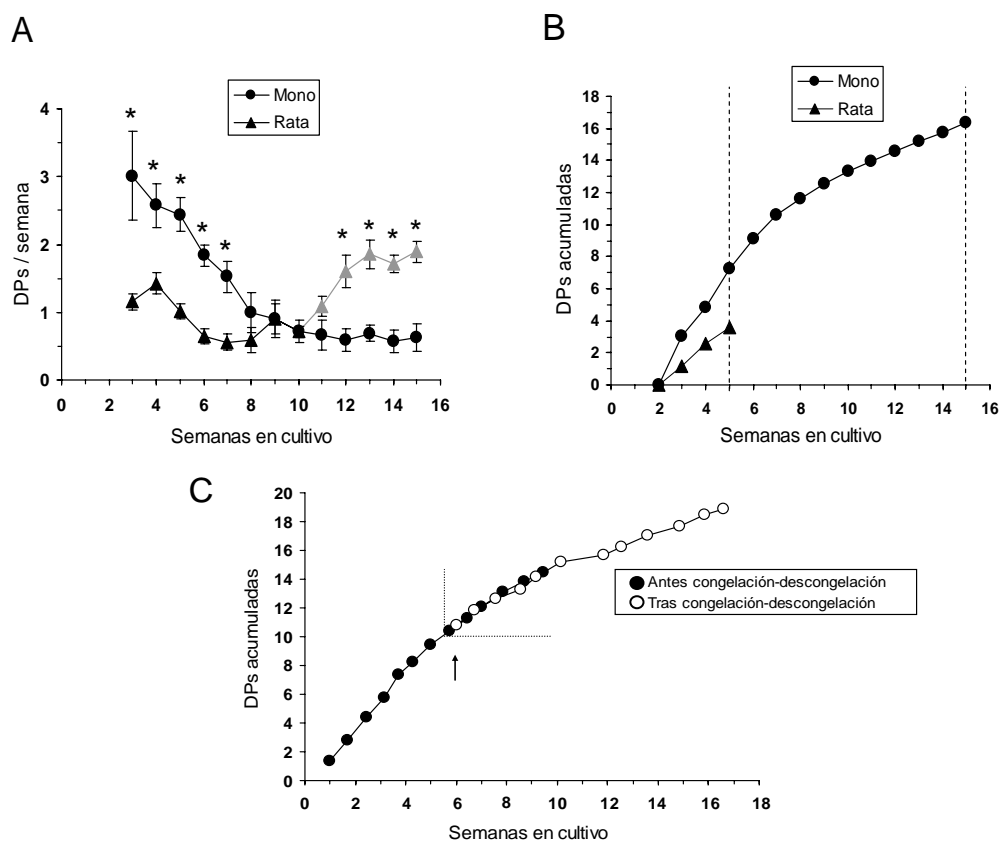 A
Mono
Rata
4
3
2
1
0
* * * * * * * * *
DPs / semana
0 2 4 6 8 10 12 14 16
Semanas en cultivo
B
Mono
Rata
18
16
14
12
10
8
6
4
2
0
DPs acumuladas
0 2 4 6 8 10 12 14 16
Semanas en cultivo
C
20
18
16
14
12
10
8
6
4
2
0
DPs acumuladas
Antes congelación-descongelación
Tras congelación-descongelación
0 2 4 6 8 10 12 14 16 18
Semanas en cultivo